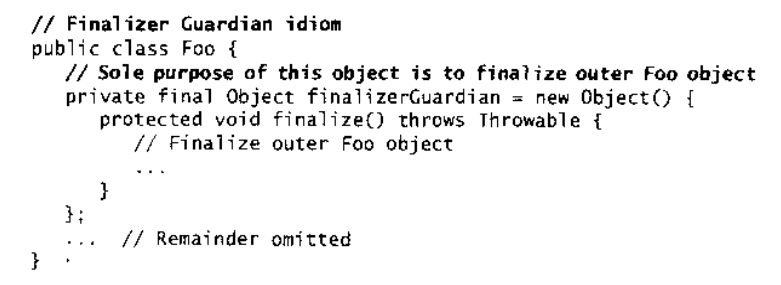 // Finalizer Guardian idiom
public class Foo {
// Sole purpose of this object is to finalize outer Foo object
private final Object finalizerGuardian = new Object() {
protected void finalize() throws Throwable {
// Finalize outer Foo object
...
}
};
... // Remainder omitted
}